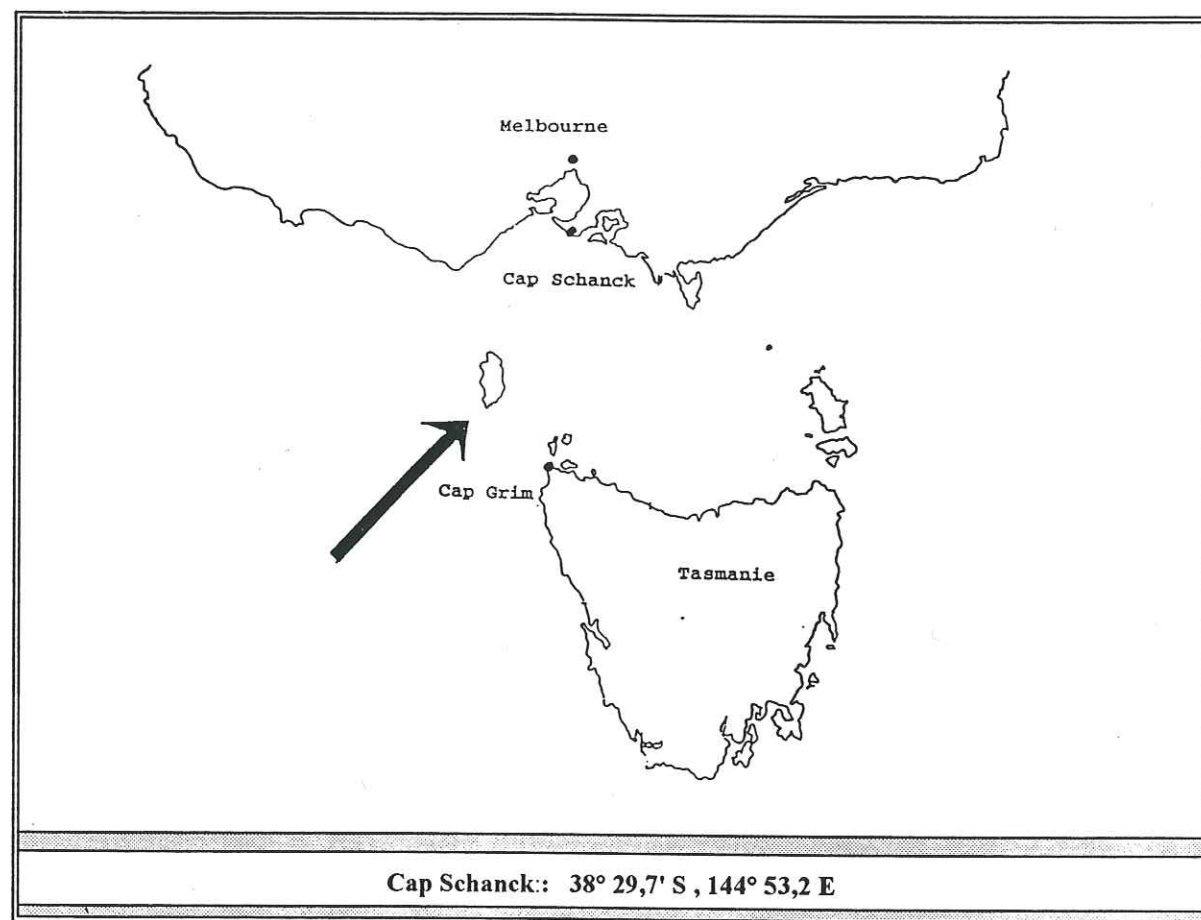 Melbourne
Cap Schanck
Cap Grim
Tasmanie
Cap Schanck:: 38° 29,7' S , 144° 53,2 E